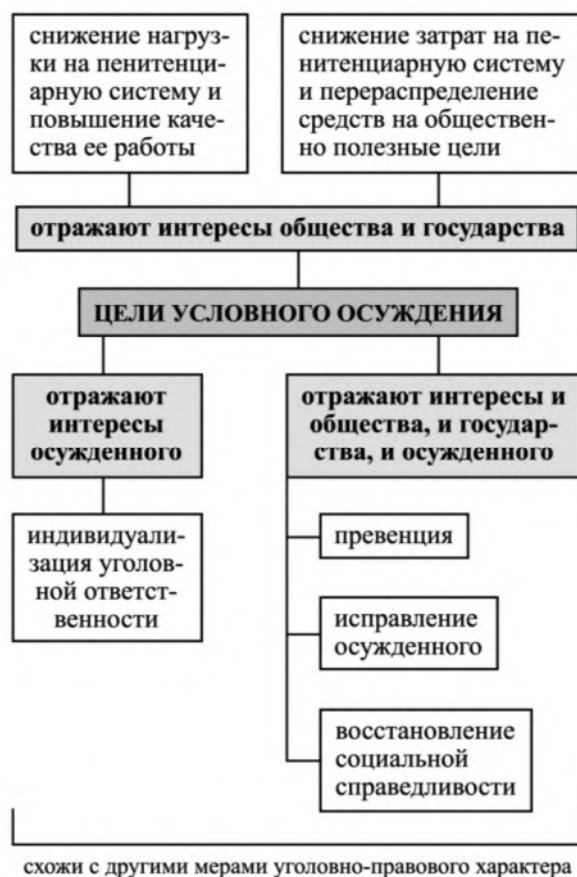 снижение нагруз-
ки на пенитенци-
арную систему и
повышение каче-
ства ее работы
снижение затрат на пе-
нитенциарную систему
и перераспределение
средств на обществен-
но полезные цели
отражают интересы общества и государства
ЦЕЛИ УСЛОВНОГО ОСУЖДЕНИЯ
отражают
интересы
осужденного
отражают интересы и
общества, и государ-
ства, и осужденного
индивидуали-
зация уголов-
ной ответст-
венности
превенция
исправление
осужденного
восстановление
социальной
справедливости
схожи с другими мерами уголовно-правового характера